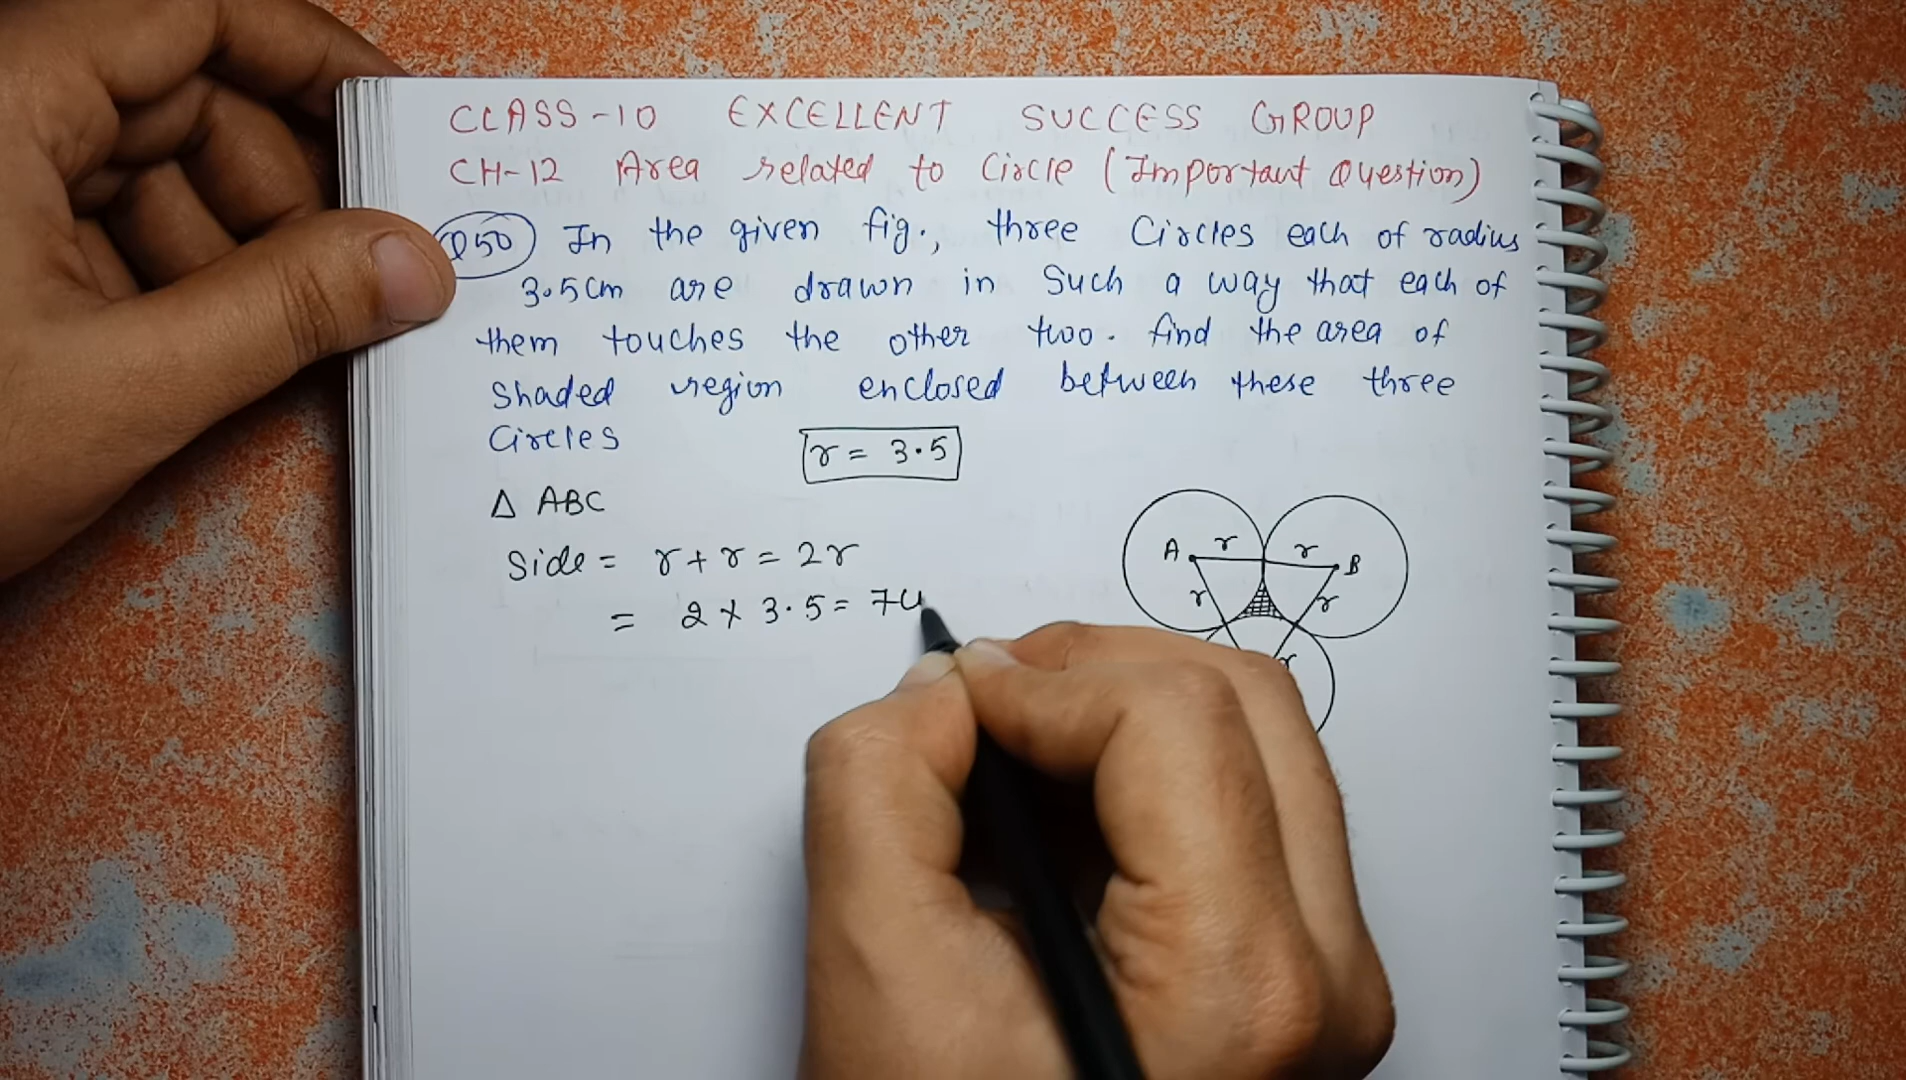 CLASS-10 EXCELLENT SUCCESS GROUP
CH-12 Area related to Circle (Important Question)
Q50 In the given fig., three Circles each of radius
3.5cm are drawn in Such a way that each of
them touches the other two. find the area of
Shaded region enclosed between these three
Circles
r = 3.5
Δ ABC
Side = r + r = 2r
= 2 × 3.5 = 7
A r r B
r r
r